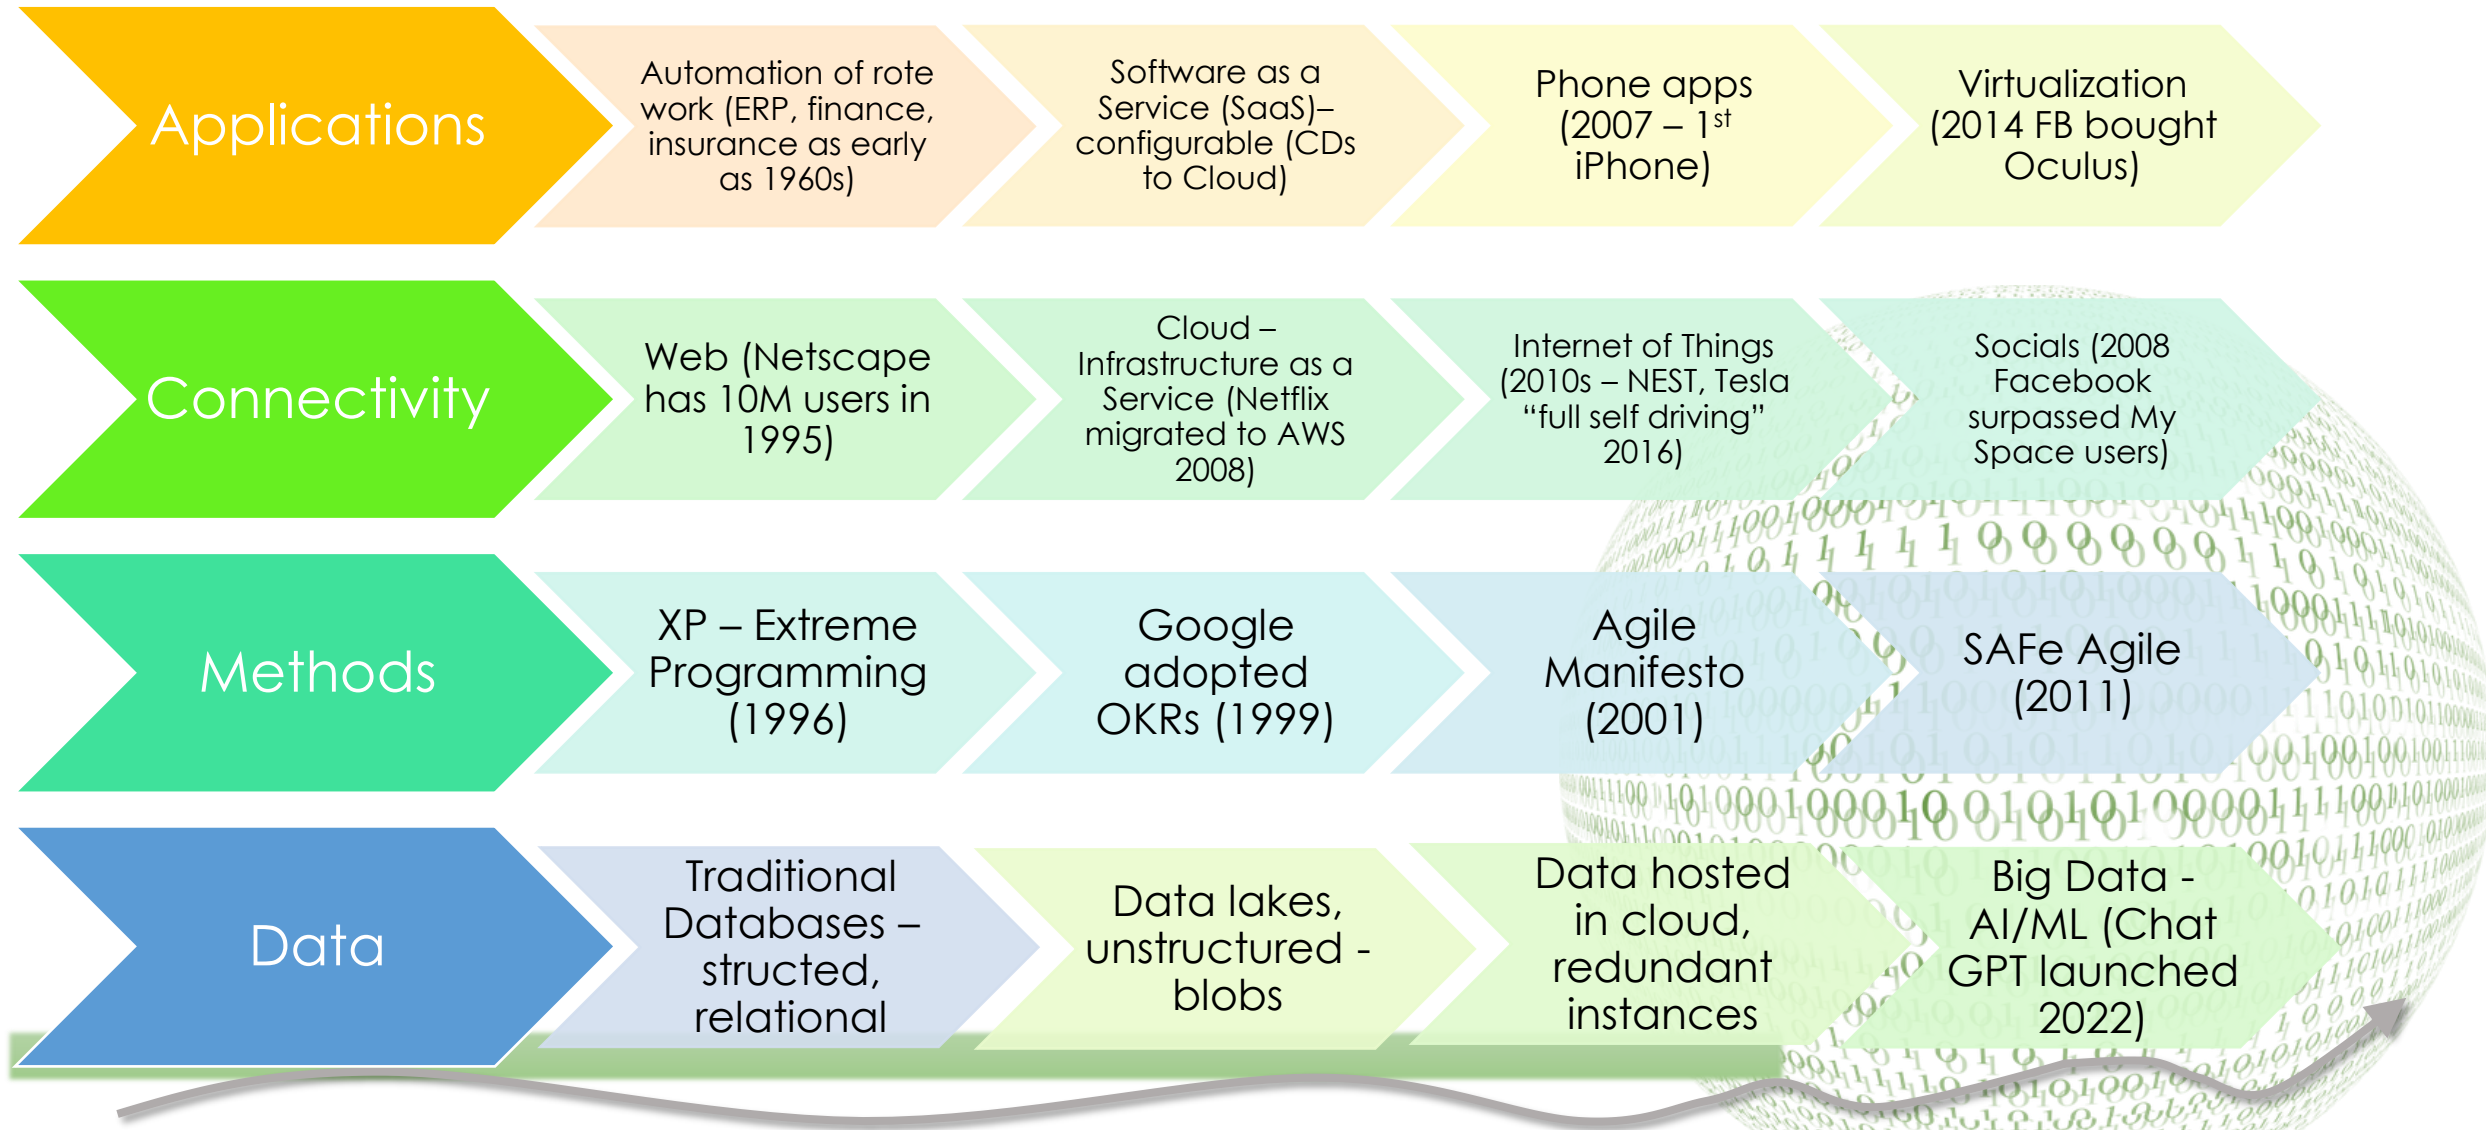 Applications
Automation of rote
work (ERP, finance,
insurance as early
as 1960s)
Software as a
Service (SaaS)–
configurable (CDs
to Cloud)
Phone apps
(2007 – 1st
iPhone)
Virtualization
(2014 FB bought
Oculus)
Connectivity
Web (Netscape
has 10M users in
1995)
Cloud –
Infrastructure as a
Service (Netflix
migrated to AWS
2008)
Internet of Things
(2010s – NEST, Tesla
“full self driving”
2016)
Socials (2008
Facebook
surpassed My
Space users)
Methods
XP – Extreme
Programming
(1996)
Google
adopted
OKRs (1999)
Agile
Manifesto
(2001)
SAFe Agile
(2011)
Data
Traditional
Databases –
structed,
relational
Data lakes,
unstructured -
blobs
Data hosted
in cloud,
redundant
instances
Big Data -
AI/ML (Chat
GPT launched
2022)